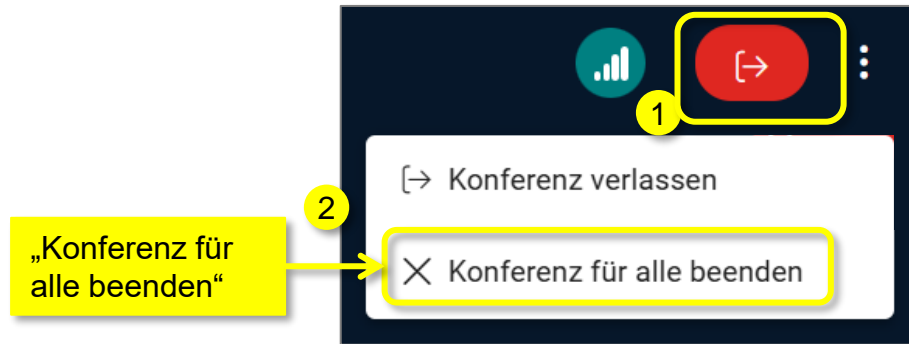 1
Konferenz verlassen
2
„Konferenz für
alle beenden“
Konferenz für alle beenden